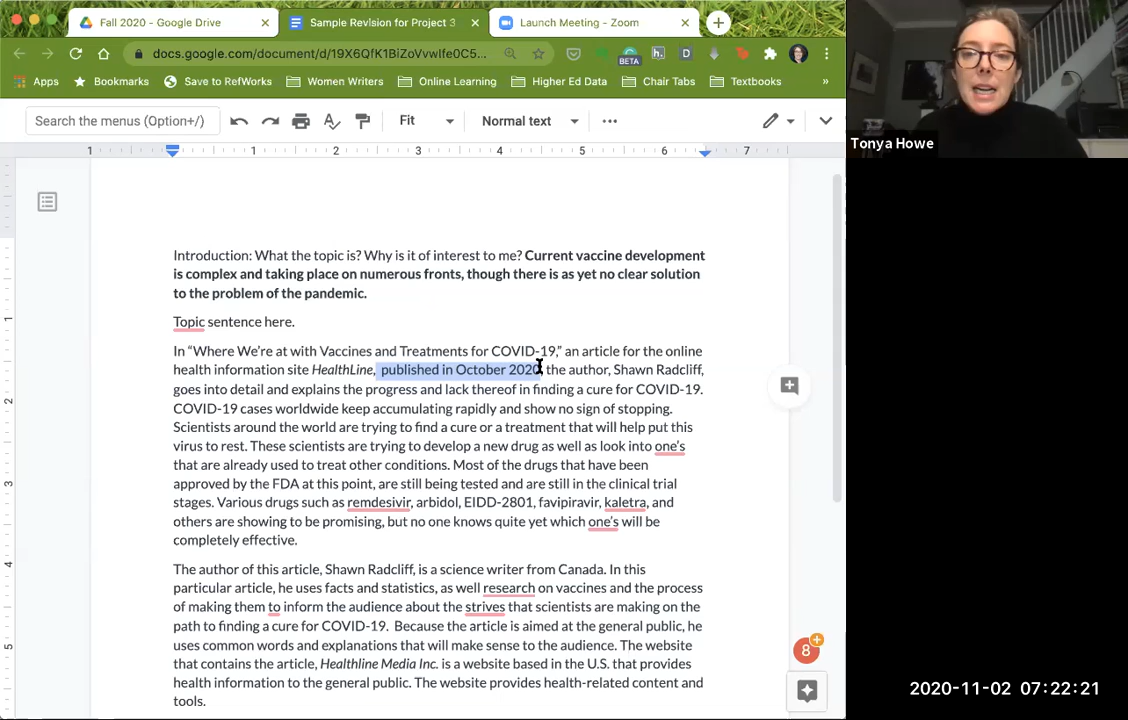 Fall 2020 - Google Drive
Sample Revision for Project 3
Launch Meeting - Zoom
docs.google.com/document/d/19X6QfK1BiZoVvwIfe0C5...
BETA
Apps
Bookmarks
Save to RefWorks
Women Writers
Online Learning
Higher Ed Data
Chair Tabs
Textbooks
»
Search the menus (Option+/)
Fit
Normal text
1 1 2 3 4 5 6 7
Tonya Howe
Introduction: What the topic is? Why is it of interest to me? Current vaccine development
is complex and taking place on numerous fronts, though there is as yet no clear solution
to the problem of the pandemic.
Topic sentence here.
In “Where We’re at with Vaccines and Treatments for COVID-19,” an article for the online
health information site HealthLine, published in October 2020, the author, Shawn Radcliff,
goes into detail and explains the progress and lack thereof in finding a cure for COVID-19.
COVID-19 cases worldwide keep accumulating rapidly and show no sign of stopping.
Scientists around the world are trying to find a cure or a treatment that will help put this
virus to rest. These scientists are trying to develop a new drug as well as look into one’s
that are already used to treat other conditions. Most of the drugs that have been
approved by the FDA at this point, are still being tested and are still in the clinical trial
stages. Various drugs such as remdesivir, arbidol, EIDD-2801, favipiravir, kaletra, and
others are showing to be promising, but no one knows quite yet which one’s will be
completely effective.
The author of this article, Shawn Radcliff, is a science writer from Canada. In this
particular article, he uses facts and statistics, as well research on vaccines and the process
of making them to inform the audience about the strives that scientists are making on the
path to finding a cure for COVID-19. Because the article is aimed at the general public, he
uses common words and explanations that will make sense to the audience. The website
that contains the article, Healthline Media Inc. is a website based in the U.S. that provides
health information to the general public. The website provides health-related content and
tools.
1
2
3
4
5
8
2020-11-02 07:22:21